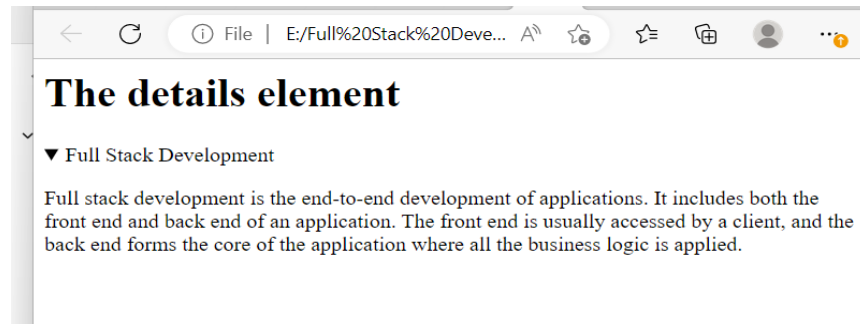 File | E:/Full%20Stack%20Deve...
The details element
▼ Full Stack Development
Full stack development is the end-to-end development of applications. It includes both the
front end and back end of an application. The front end is usually accessed by a client, and the
back end forms the core of the application where all the business logic is applied.